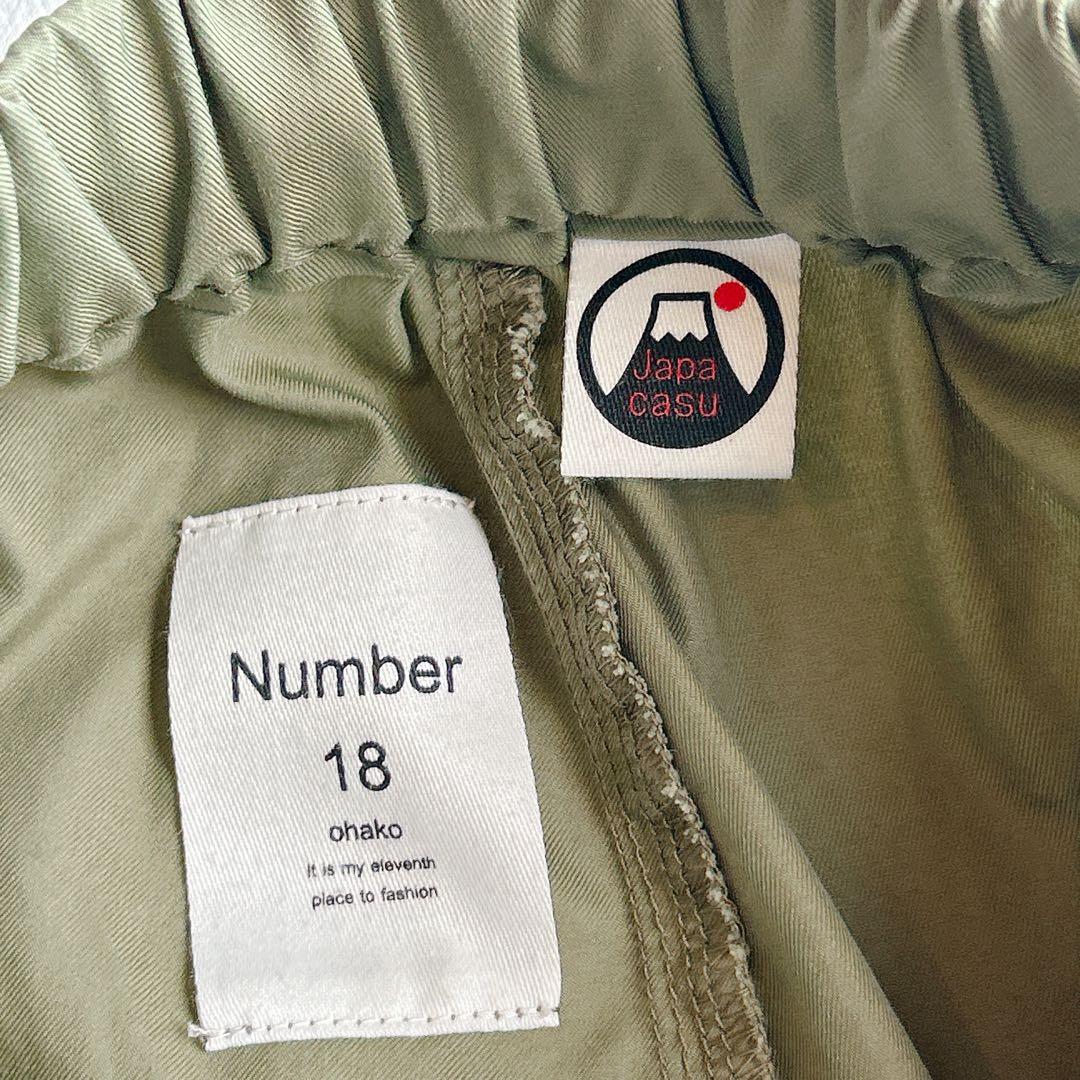 Japa
casu
Number
18
ohako
It is my eleventh
place to fashion